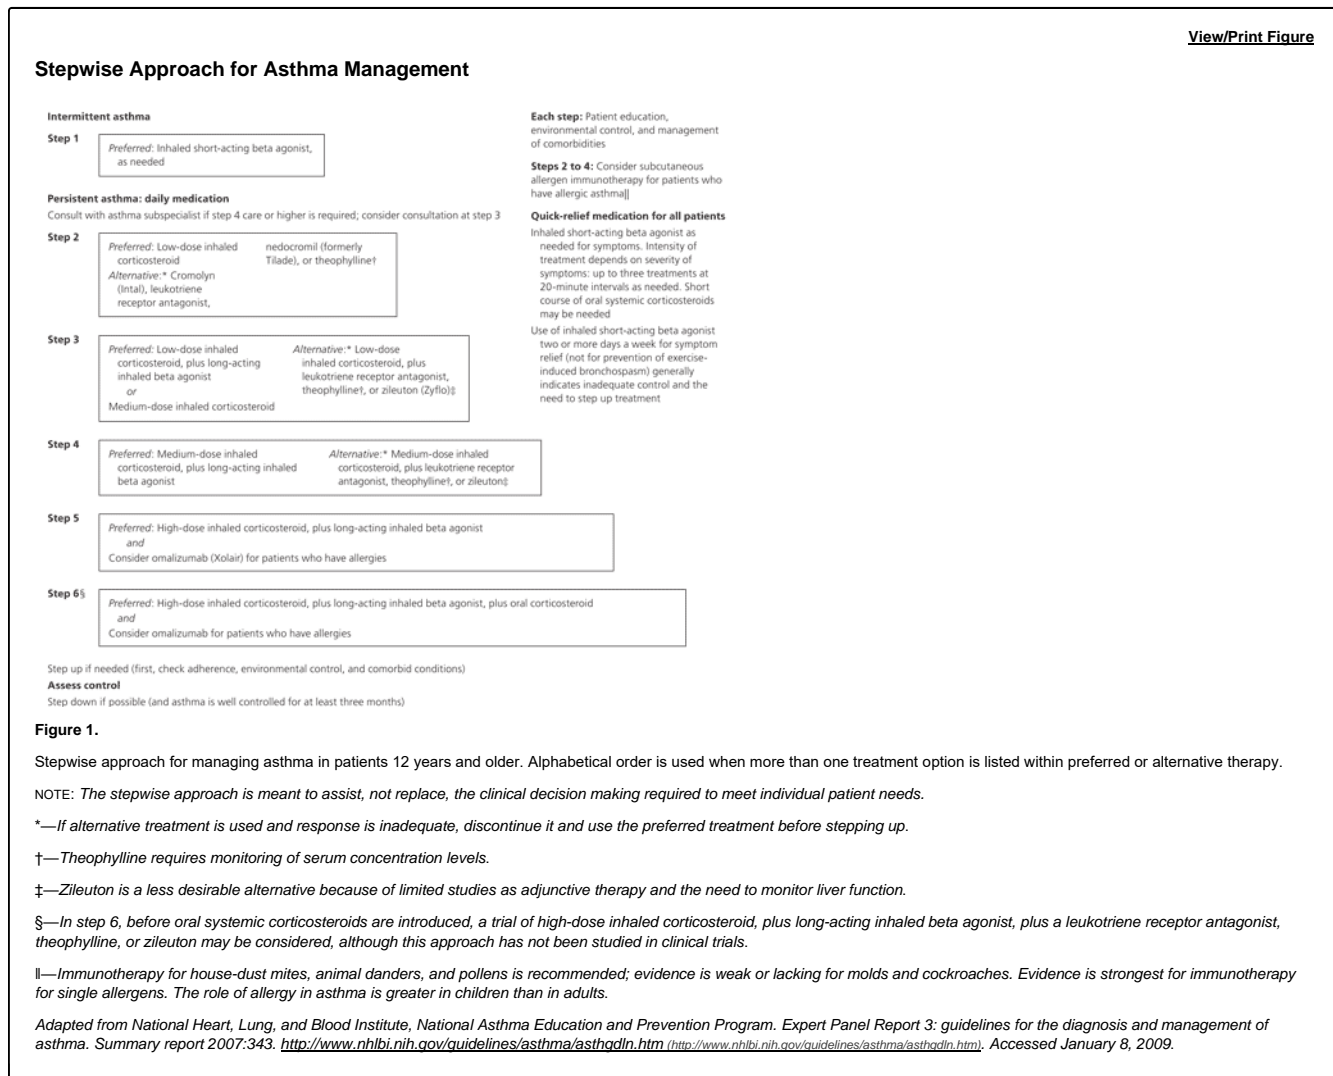 View/Print Figure
Stepwise Approach for Asthma Management
Intermittent asthma
Step 1
Preferred: Inhaled short-acting beta agonist,
as needed
Persistent asthma: daily medication
Consult with asthma subspecialist if step 4 care or higher is required; consider consultation at step 3
Step 2
Preferred: Low-dose inhaled
corticosteroid
Alternative:* Cromolyn
(Intal), leukotriene
receptor antagonist,
nedocromil (formerly
Tilade), or theophylline†
Step 3
Preferred: Low-dose inhaled
corticosteroid, plus long-acting
inhaled beta agonist
or
Medium-dose inhaled corticosteroid
Alternative:* Low-dose
inhaled corticosteroid, plus
leukotriene receptor antagonist,
theophylline†, or zileuton (Zyflo)‡
Step 4
Preferred: Medium-dose inhaled
corticosteroid, plus long-acting inhaled
beta agonist
Alternative:* Medium-dose inhaled
corticosteroid, plus leukotriene receptor
antagonist, theophylline†, or zileuton‡
Step 5
Preferred: High-dose inhaled corticosteroid, plus long-acting inhaled beta agonist
and
Consider omalizumab (Xolair) for patients who have allergies
Step 6§
Preferred: High-dose inhaled corticosteroid, plus long-acting inhaled beta agonist, plus oral corticosteroid
and
Consider omalizumab for patients who have allergies
Step up if needed (first, check adherence, environmental control, and comorbid conditions)
Assess control
Step down if possible (and asthma is well controlled for at least three months)
Each step: Patient education,
environmental control, and management
of comorbidities
Steps 2 to 4: Consider subcutaneous
allergen immunotherapy for patients who
have allergic asthma||
Quick-relief medication for all patients
Inhaled short-acting beta agonist as
needed for symptoms. Intensity of
treatment depends on severity of
symptoms: up to three treatments at
20-minute intervals as needed. Short
course of oral systemic corticosteroids
may be needed
Use of inhaled short-acting beta agonist
two or more days a week for symptom
relief (not for prevention of exercise-
induced bronchospasm) generally
indicates inadequate control and the
need to step up treatment
Figure 1.
Stepwise approach for managing asthma in patients 12 years and older. Alphabetical order is used when more than one treatment option is listed within preferred or alternative therapy.
NOTE: The stepwise approach is meant to assist, not replace, the clinical decision making required to meet individual patient needs.
*—If alternative treatment is used and response is inadequate, discontinue it and use the preferred treatment before stepping up.
†—Theophylline requires monitoring of serum concentration levels.
‡—Zileuton is a less desirable alternative because of limited studies as adjunctive therapy and the need to monitor liver function.
§—In step 6, before oral systemic corticosteroids are introduced, a trial of high-dose inhaled corticosteroid, plus long-acting inhaled beta agonist, plus a leukotriene receptor antagonist,
theophylline, or zileuton may be considered, although this approach has not been studied in clinical trials.
||—Immunotherapy for house-dust mites, animal danders, and pollens is recommended; evidence is weak or lacking for molds and cockroaches. Evidence is strongest for immunotherapy
for single allergens. The role of allergy in asthma is greater in children than in adults.
Adapted from National Heart, Lung, and Blood Institute, National Asthma Education and Prevention Program. Expert Panel Report 3: guidelines for the diagnosis and management of
asthma. Summary report 2007:343. http://www.nhlbi.nih.gov/guidelines/asthma/asthgdln.htm (http://www.nhlbi.nih.gov/guidelines/asthma/asthgdln.htm). Accessed January 8, 2009.